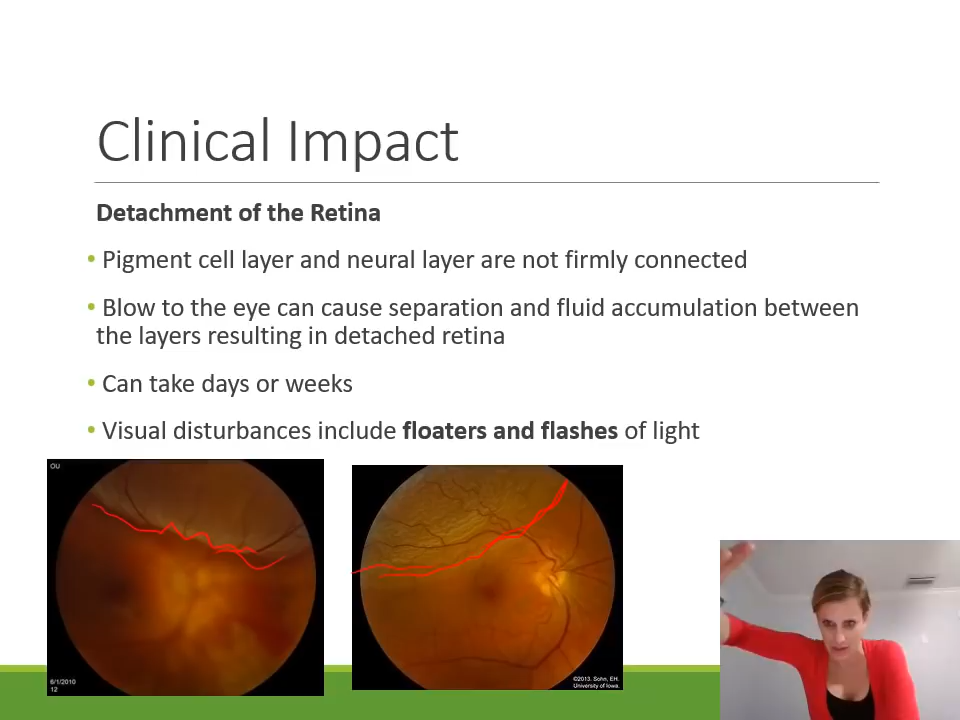 Clinical Impact
Detachment of the Retina
• Pigment cell layer and neural layer are not firmly connected
• Blow to the eye can cause separation and fluid accumulation between
the layers resulting in detached retina
• Can take days or weeks
• Visual disturbances include floaters and flashes of light
OU
6/1/2010
12
©2013. Sohn, EH.
University of Iowa.